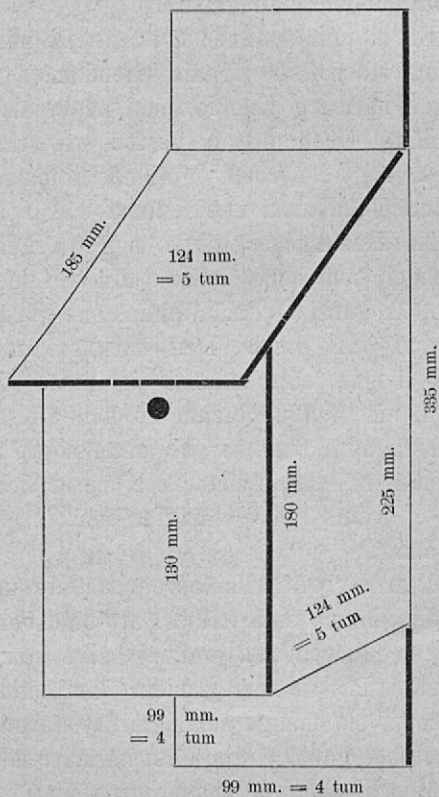 185 mm.
124 mm.
= 5 tum
335 mm.
225 mm.
180 mm.
130 mm.
124 mm.
= 5 tum
99 mm.
= 4 tum
99 mm. = 4 tum